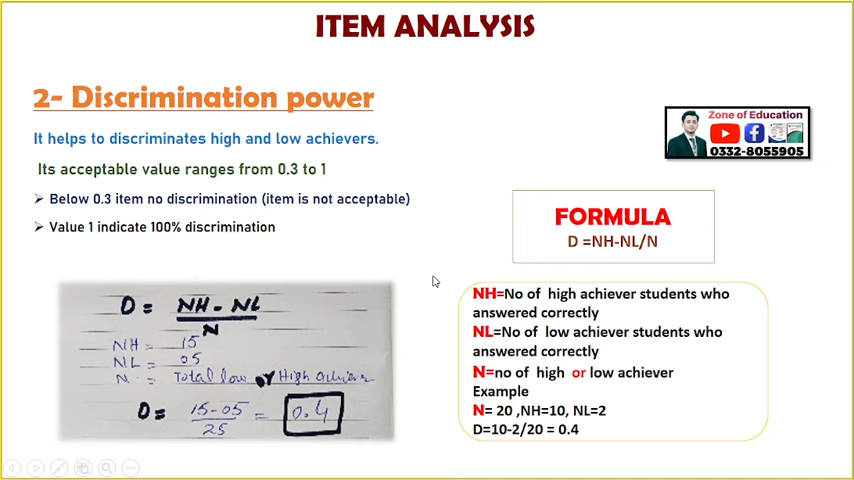 ITEM ANALYSIS
2- Discrimination power
It helps to discriminates high and low achievers.
Its acceptable value ranges from 0.3 to 1
Below 0.3 item no discrimination (item is not acceptable)
Value 1 indicate 100% discrimination
Zone of Education
0332-8055905
FORMULA
D =NH-NL/N
D = NH - NL
N
NH = 15
NL = 05
N = Total low or High achiever
D = 15-05 = 0.4
25
NH=No of high achiever students who
answered correctly
NL=No of low achiever students who
answered correctly
N=no of high or low achiever
Example
N= 20 ,NH=10, NL=2
D=10-2/20 = 0.4